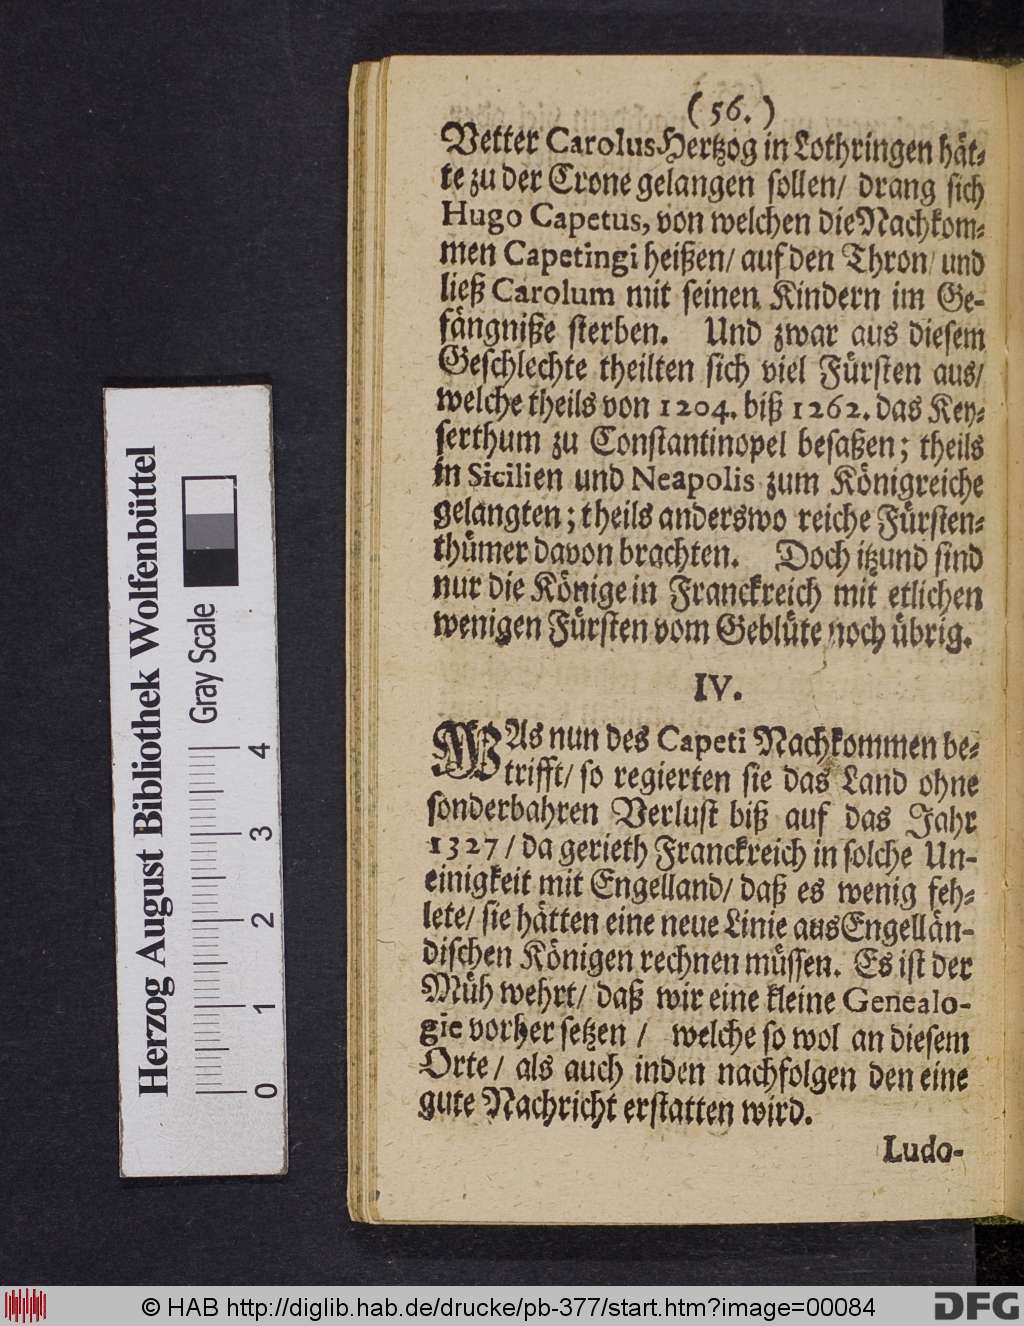 (56.)
Vetter Carolus Hertzog in Lothringen hät-
te zu der Crone gelangen sollen/ drang sich
Hugo Capetus, von welchen die Nachkom-
men Capetingi heißen/ auf den Thron/ und
ließ Carolum mit seinen Kindern im Ge-
fängniße sterben. Und zwar aus diesem
Geschlechte theilten sich viel Fürsten aus/
welche theils von 1204. biß 1262. das Key-
serthum zu Constantinopel besaßen; theils
in Sicilien und Neapolis zum Königreiche
gelangten; theils anderswo reiche Fürsten-
thümer davon brachten. Doch itzund sind
nur die Könige in Franckreich mit etlichen
wenigen Fürsten vom Geblüte noch übrig.
IV.
WAs nun des Capeti Nachkommen be-
trifft/ so regierten sie das Land ohne
sonderbahren Verlust biß auf das Jahr
1327/ da gerieth Franckreich in solche Un-
einigkeit mit Engelland/ daß es wenig feh-
lete/ sie hätten eine neue Linie aus Engellän-
dischen Königen rechnen müssen. Es ist der
Müh wehrt/ daß wir eine kleine Genealo-
gie vorher setzen/ welche so wol an diesem
Orte/ als auch inden nachfolgen den eine
gute Nachricht erstatten wird.
Ludo-
Herzog August Bibliothek Wolfenbüttel
Gray Scale
0 1 2 3 4
© HAB http://diglib.hab.de/drucke/pb-377/start.htm?image=00084
DFG